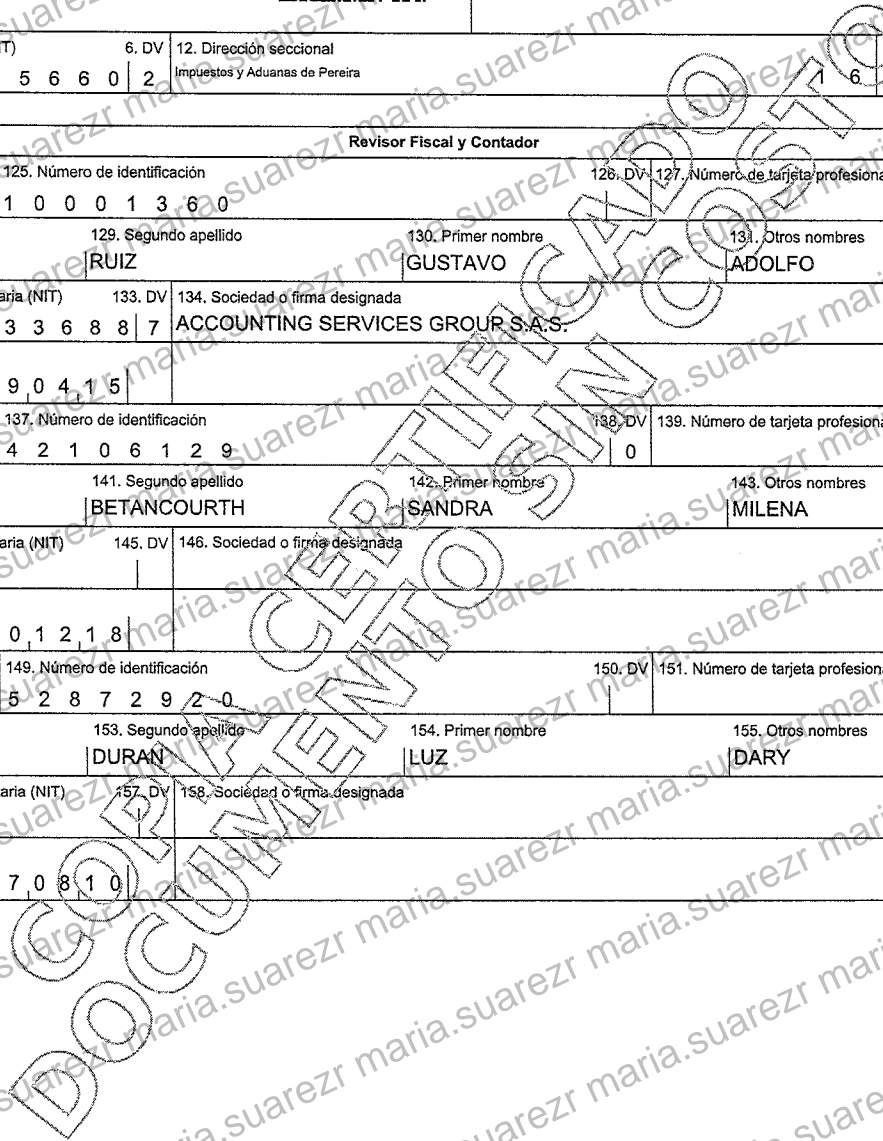 T) 6. DV 12. Dirección seccional
5 6 6 0 2 Impuestos y Aduanas de Pereira 1 6
Revisor Fiscal y Contador
125. Número de identificación 126. DV 127. Número de tarjeta profesiona
1 0 0 0 1 3 6 0
129. Segundo apellido 130. Primer nombre 131. Otros nombres
RUIZ GUSTAVO ADOLFO
aria (NIT) 133. DV 134. Sociedad o firma designada
3 3 6 8 8 7 ACCOUNTING SERVICES GROUP S.A.S.
9 0 4 1 5
137. Número de identificación 138. DV 139. Número de tarjeta profesiona
4 2 1 0 6 1 2 9 0
141. Segundo apellido 142. Primer nombre 143. Otros nombres
BETANCOURTH SANDRA MILENA
aria (NIT) 145. DV 146. Sociedad o firma designada
0 1 2 1 8
149. Número de identificación 150. DV 151. Número de tarjeta profesion
5 2 8 7 2 9 2 0
153. Segundo apellido 154. Primer nombre 155. Otros nombres
DURAN LUZ DARY
taria (NIT) 157. DV 158. Sociedad o firma designada
7 0 8 1 0
COPIA CERTIFICADO
DOCUMENTO SIN COSTO
maria.suarezr maria.suarezr maria.suarezr